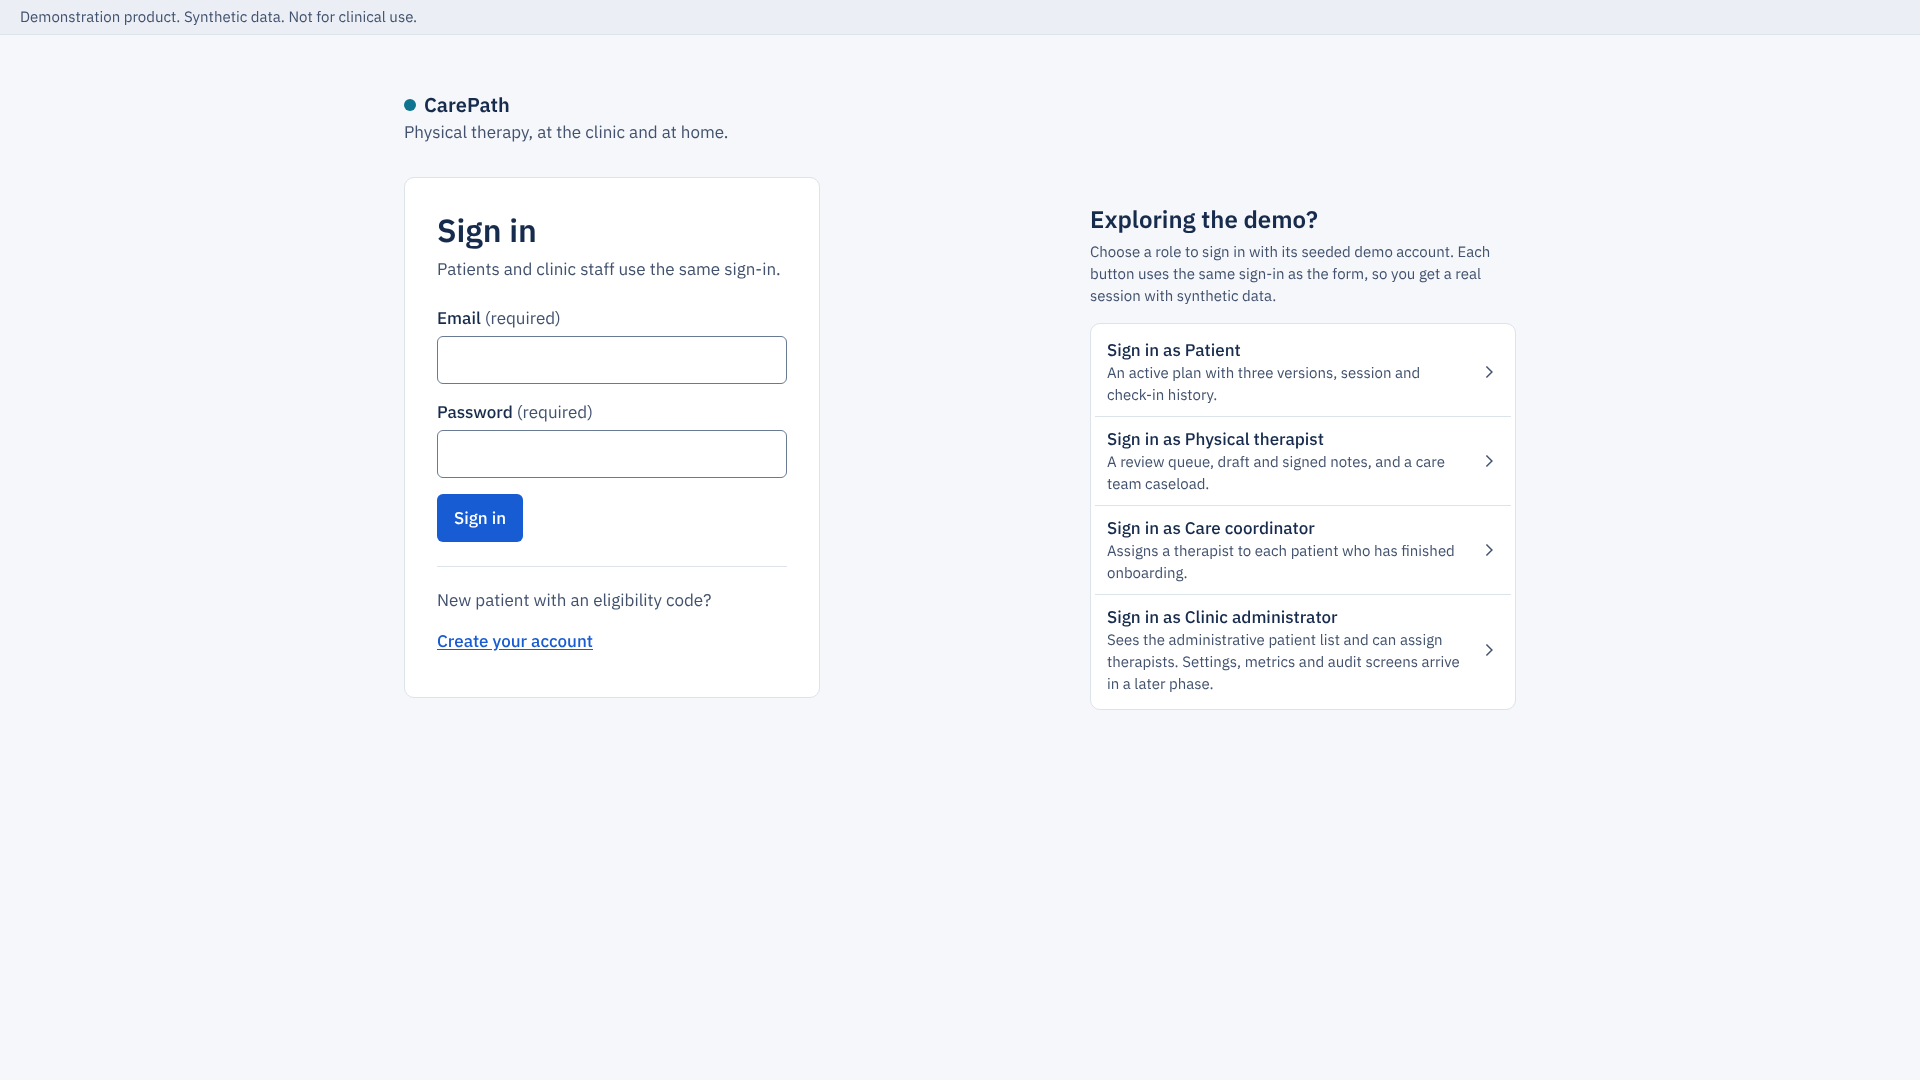 Demonstration product. Synthetic data. Not for clinical use.
CarePath
Physical therapy, at the clinic and at home.
Sign in
Patients and clinic staff use the same sign-in.
Email (required)
Password (required)
Sign in
New patient with an eligibility code?
Create your account
Exploring the demo?
Choose a role to sign in with its seeded demo account. Each
button uses the same sign-in as the form, so you get a real
session with synthetic data.
Sign in as Patient
An active plan with three versions, session and
check-in history.
Sign in as Physical therapist
A review queue, draft and signed notes, and a care
team caseload.
Sign in as Care coordinator
Assigns a therapist to each patient who has finished
onboarding.
Sign in as Clinic administrator
Sees the administrative patient list and can assign
therapists. Settings, metrics and audit screens arrive
in a later phase.